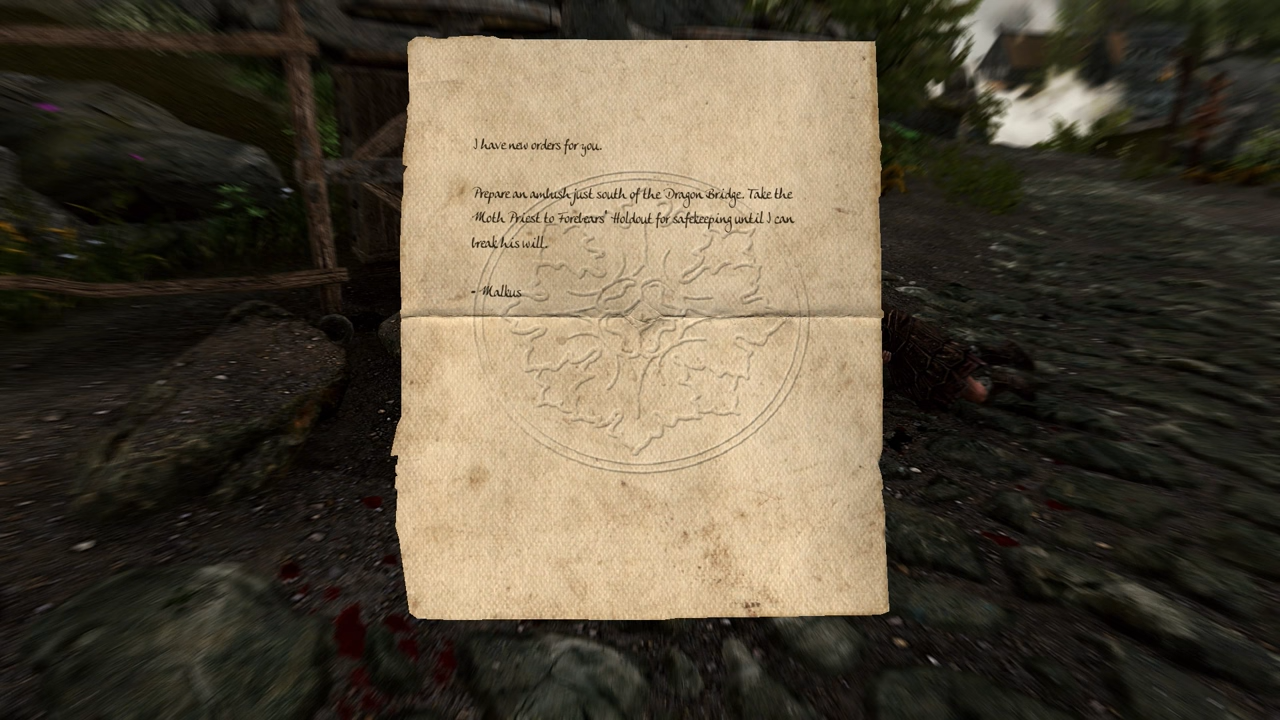 I have new orders for you.
Prepare an ambush just south of the Dragon Bridge. Take the
Moth Priest to Forebears' Holdout for safekeeping until I can
break his will.
- Malkus